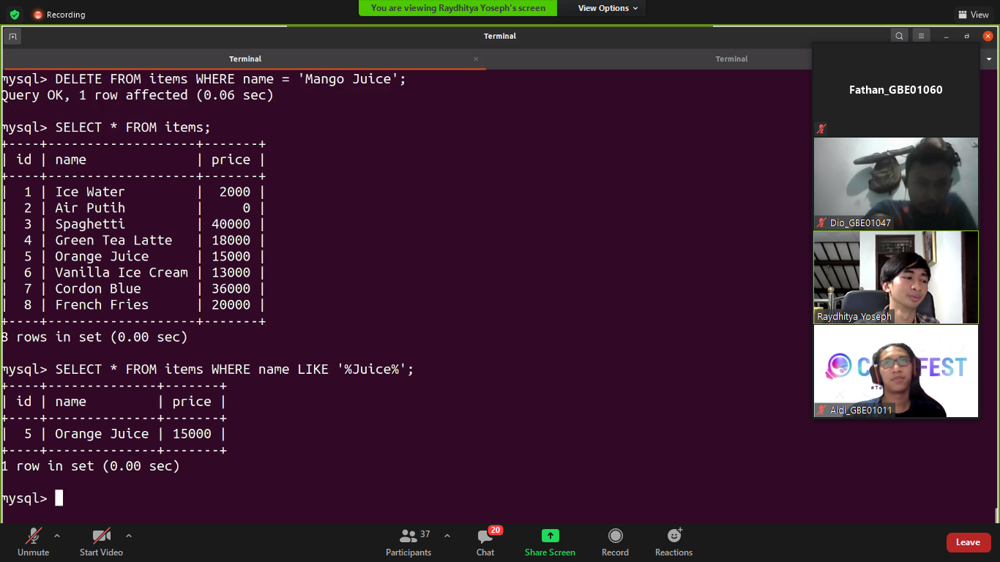 Recording
You are viewing Raydhitya Yoseph's screen
View Options
View
Terminal
Terminal
Terminal
mysql> DELETE FROM items WHERE name = 'Mango Juice';
Query OK, 1 row affected (0.06 sec)
mysql> SELECT * FROM items;
+----+-------------------+-------+
| id | name              | price |
+----+-------------------+-------+
|  1 | Ice Water         |  2000 |
|  2 | Air Putih         |     0 |
|  3 | Spaghetti         | 40000 |
|  4 | Green Tea Latte   | 18000 |
|  5 | Orange Juice      | 15000 |
|  6 | Vanilla Ice Cream | 13000 |
|  7 | Cordon Blue       | 36000 |
|  8 | French Fries      | 20000 |
+----+-------------------+-------+
8 rows in set (0.00 sec)
mysql> SELECT * FROM items WHERE name LIKE '%Juice%';
+----+--------------+-------+
| id | name         | price |
+----+--------------+-------+
|  5 | Orange Juice | 15000 |
+----+--------------+-------+
1 row in set (0.00 sec)
mysql>
Fathan_GBE01060
Dio_GBE01047
Raydhitya Yoseph
FEST
Aldi_GBE01011
Unmute
Start Video
37
Participants
20
Chat
Share Screen
Record
Reactions
Leave